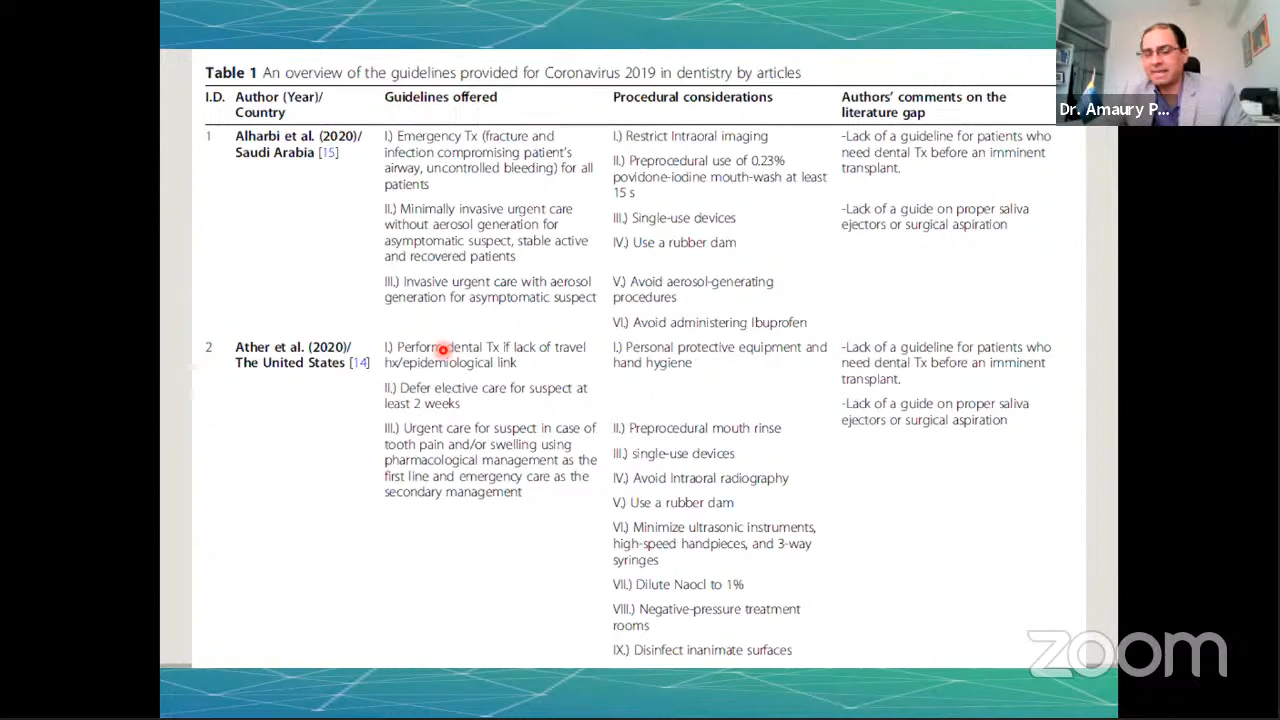 Table 1 An overview of the guidelines provided for Coronavirus 2019 in dentistry by articles
I.D.
Author (Year)/
Country
Guidelines offered
Procedural considerations
Authors' comments on the
literature gap
1
Alharbi et al. (2020)/
Saudi Arabia [15]
I.) Emergency Tx (fracture and
infection compromising patient's
airway, uncontrolled bleeding) for all
patients
II.) Minimally invasive urgent care
without aerosol generation for
asymptomatic suspect, stable active
and recovered patients
III.) Invasive urgent care with aerosol
generation for asymptomatic suspect
I.) Restrict Intraoral imaging
II.) Preprocedural use of 0,23%
povidone-iodine mouth-wash at least
15 s
III.) Single-use devices
IV.) Use a rubber dam
V.) Avoid aerosol-generating
procedures
VI.) Avoid administering Ibuprofen
-Lack of a guideline for patients who
need dental Tx before an imminent
transplant.
-Lack of a guide on proper saliva
ejectors or surgical aspiration
2
Ather et al. (2020)/
The United States [14]
I.) Perform dental Tx if lack of travel
hx/epidemiological link
II.) Defer elective care for suspect at
least 2 weeks
III.) Urgent care for suspect in case of
tooth pain and/or swelling using
pharmacological management as the
first line and emergency care as the
secondary management
I.) Personal protective equipment and
hand hygiene
II.) Preprocedural mouth rinse
III.) single-use devices
IV.) Avoid Intraoral radiography
V.) Use a rubber dam
VI.) Minimize ultrasonic instruments,
high-speed handpieces, and 3-way
syringes
VII.) Dilute Naocl to 1%
VIII.) Negative-pressure treatment
rooms
IX.) Disinfect inanimate surfaces
-Lack of a guideline for patients who
need dental Tx before an imminent
transplant.
-Lack of a guide on proper saliva
ejectors or surgical aspiration
Dr. Amaury P...
zoom